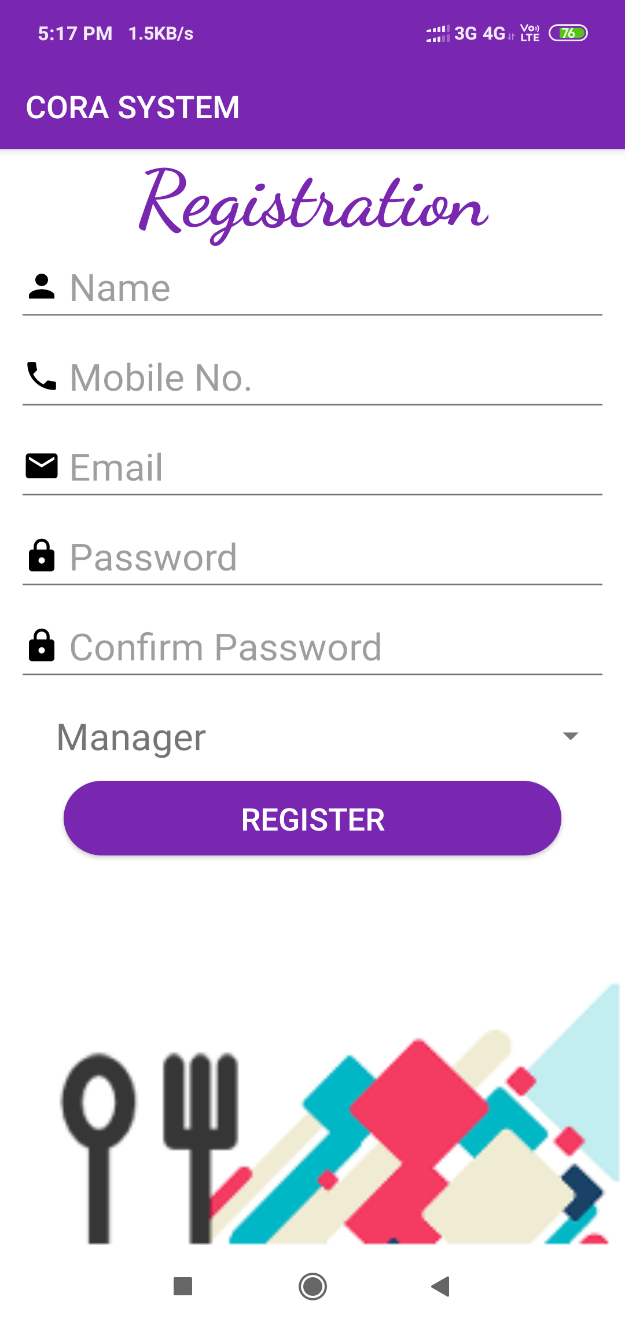 5:17 PM 1.5KB/s 3G 4G Vo) LTE 76
CORA SYSTEM
Registration
Name
Mobile No.
Email
Password
Confirm Password
Manager
REGISTER